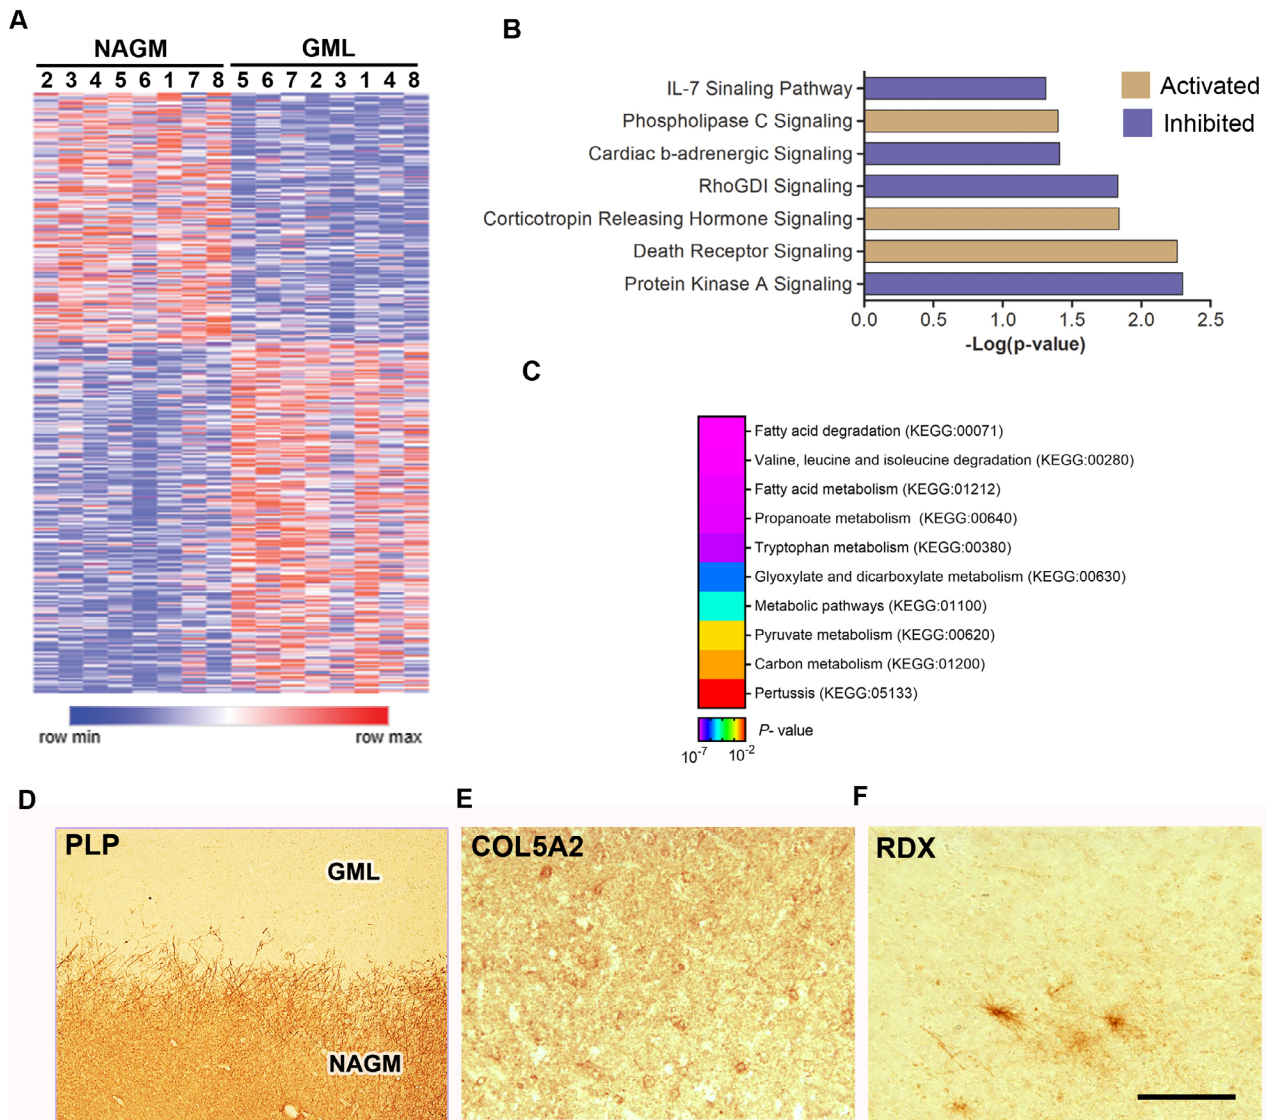 A
NAGM GML
2 3 4 5 6 1 7 8 5 6 7 2 3 1 4 8
row min row max
B
IL-7 Sinaling Pathway
Phospholipase C Signaling
Cardiac b-adrenergic Signaling
RhoGDI Signaling
Corticotropin Releasing Hormone Signaling
Death Receptor Signaling
Protein Kinase A Signaling
0.0 0.5 1.0 1.5 2.0 2.5
-Log(p-value)
Activated
Inhibited
C
Fatty acid degradation (KEGG:00071)
Valine, leucine and isoleucine degradation (KEGG:00280)
Fatty acid metabolism (KEGG:01212)
Propanoate metabolism (KEGG:00640)
Tryptophan metabolism (KEGG:00380)
Glyoxylate and dicarboxylate metabolism (KEGG:00630)
Metabolic pathways (KEGG:01100)
Pyruvate metabolism (KEGG:00620)
Carbon metabolism (KEGG:01200)
Pertussis (KEGG:05133)
P- value
10-7 10-2
D
PLP
GML
NAGM
E
COL5A2
F
RDX